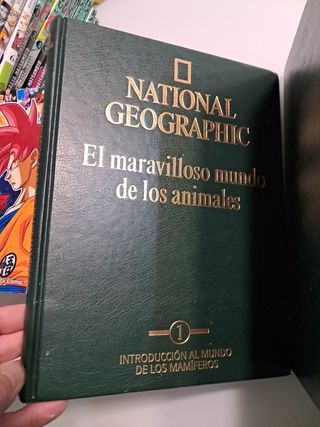 NATIONAL
GEOGRAPHIC
El maravilloso mundo
de los animales
1
INTRODUCCIÓN AL MUNDO
DE LOS MAMÍFEROS